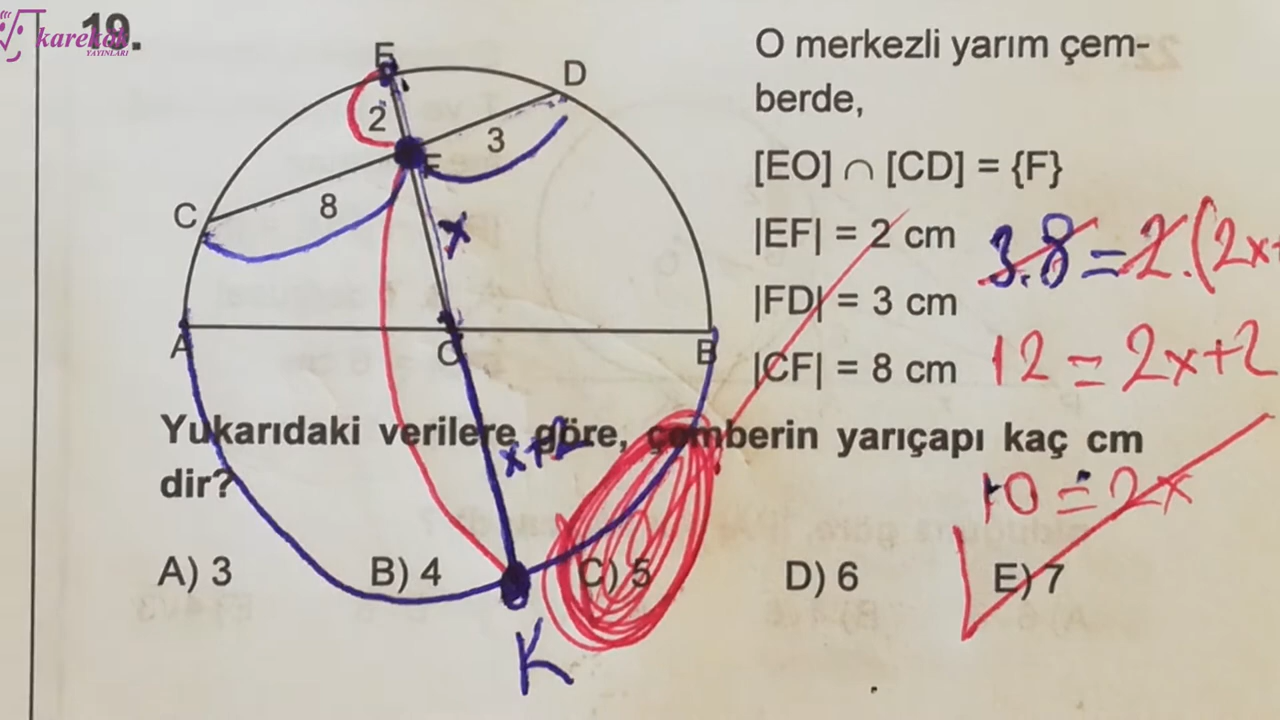 karekök
YAYINLARI
19.
E
D
2
3
F
C
8
x
A
O
B
x+2
K
O merkezli yarım çem-
berde,
[EO] ∩ [CD] = {F}
|EF| = 2 cm
|FD| = 3 cm
|CF| = 8 cm
3.8=2.(2x+
12=2x+2
10=2x
Yukarıdaki verilere göre, çemberin yarıçapı kaç cm
dir?
A) 3 B) 4 C) 5 D) 6 E) 7